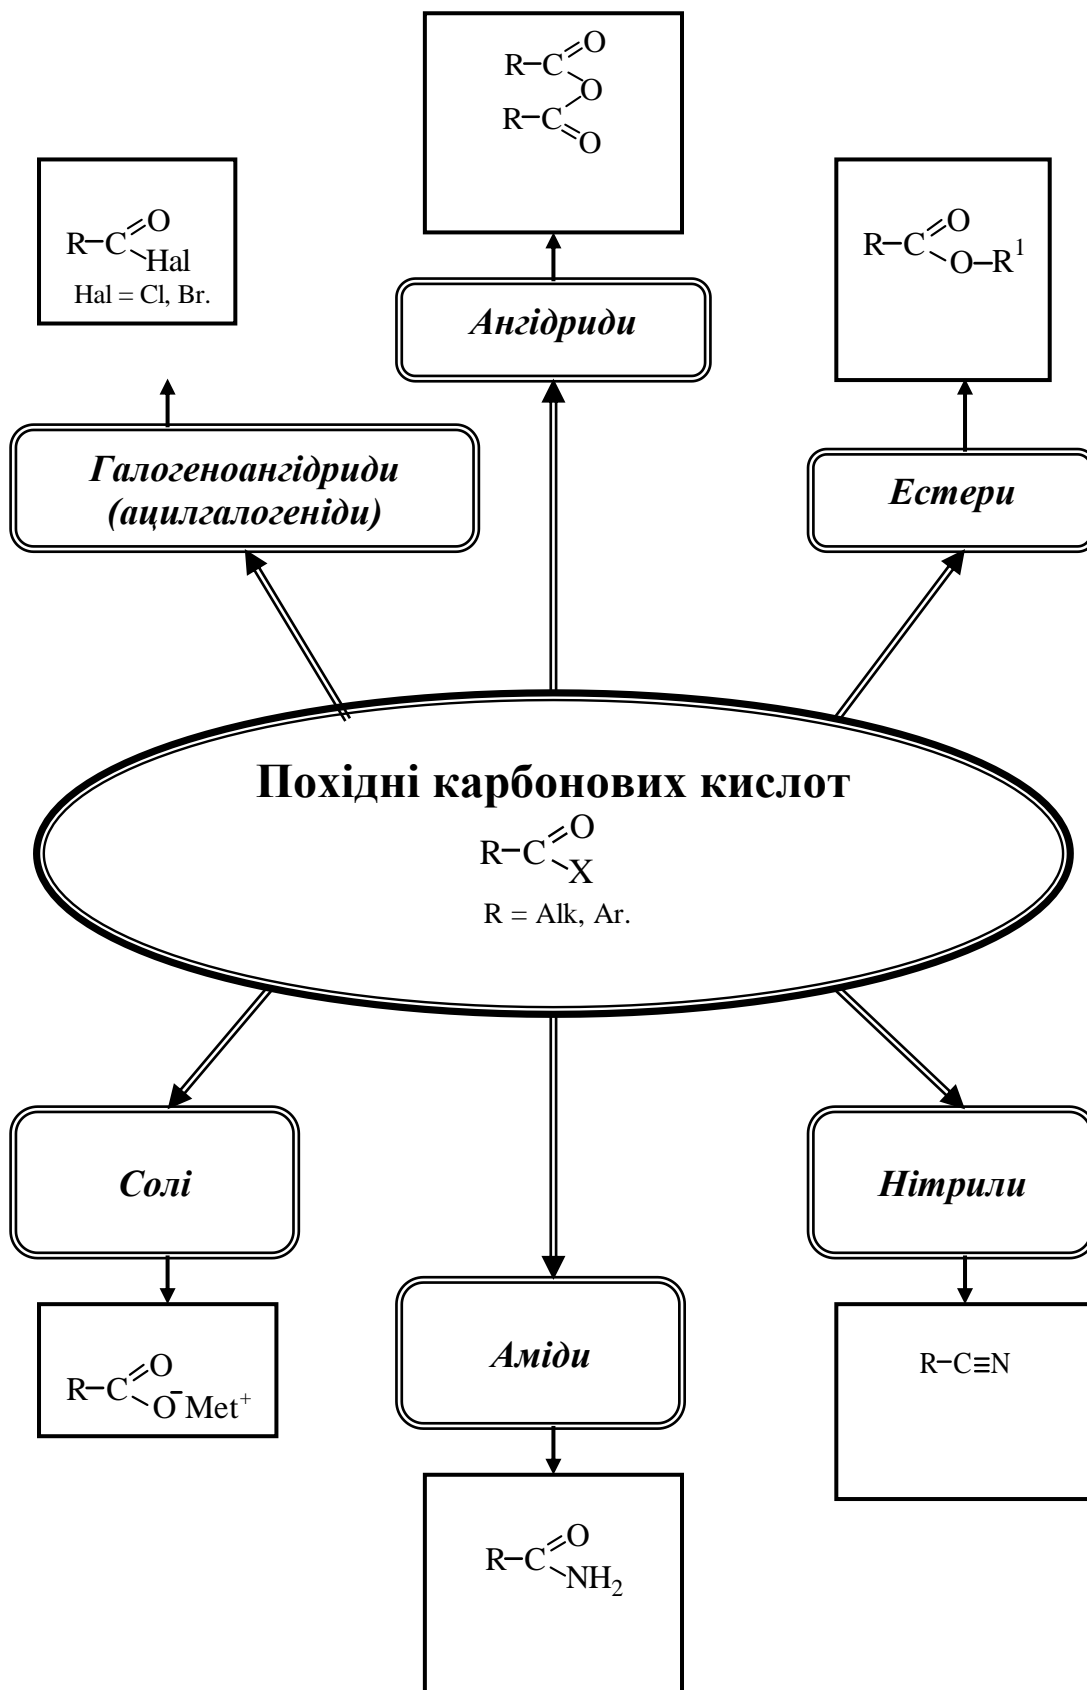 R–C(=O)–O–C(=O)–R
R–C(=O)–Hal
Hal = Cl, Br.
R–C(=O)–O–R¹
Ангідриди
Галогеноангідриди
(ацилгалогеніди)
Естери
Похідні карбонових кислот
R–C(=O)–X
R = Alk, Ar.
Солі
Нітрили
Аміди
R–C(=O)–O⁻ Met⁺
R–C≡N
R–C(=O)–NH₂